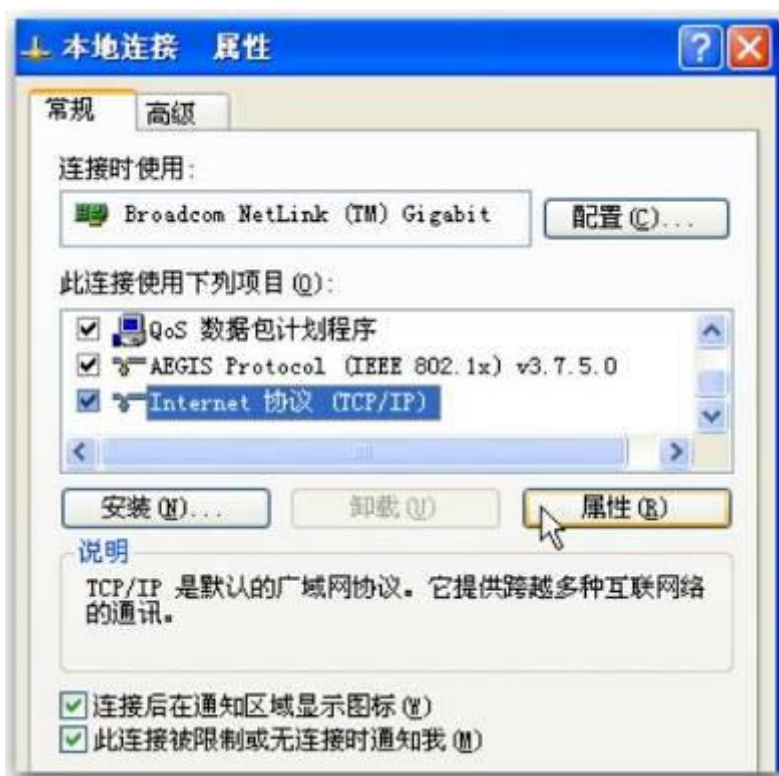 本地连接 属性
常规 高级
连接时使用:
Broadcom NetLink (TM) Gigabit 配置(C)...
此连接使用下列项目(O):
QoS 数据包计划程序
AEGIS Protocol (IEEE 802.1x) v3.7.5.0
Internet 协议 (TCP/IP)
安装(N)... 卸载(U) 属性(R)
说明
TCP/IP 是默认的广域网协议。它提供跨越多种互联网络
的通讯。
连接后在通知区域显示图标(W)
此连接被限制或无连接时通知我(M)